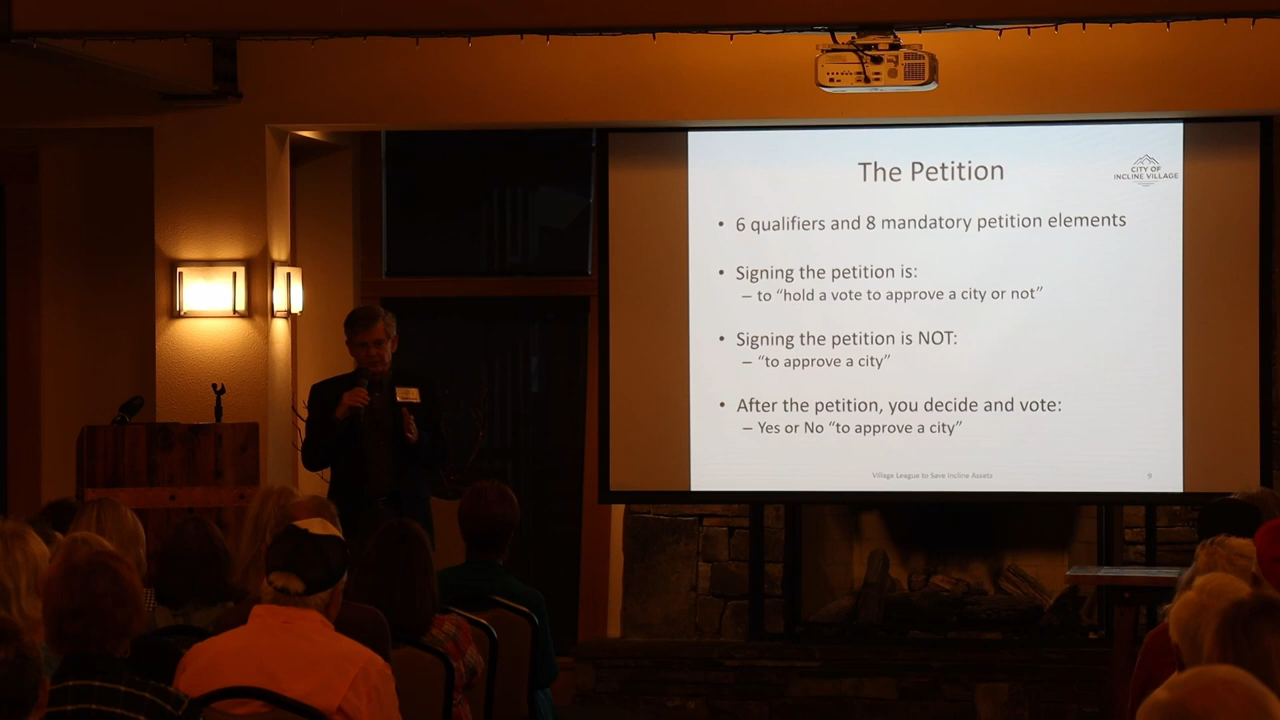 The Petition
CITY OF
INCLINE VILLAGE
• 6 qualifiers and 8 mandatory petition elements
• Signing the petition is:
– to “hold a vote to approve a city or not”
• Signing the petition is NOT:
– “to approve a city”
• After the petition, you decide and vote:
– Yes or No “to approve a city”
Village League to Save Incline Assets
9